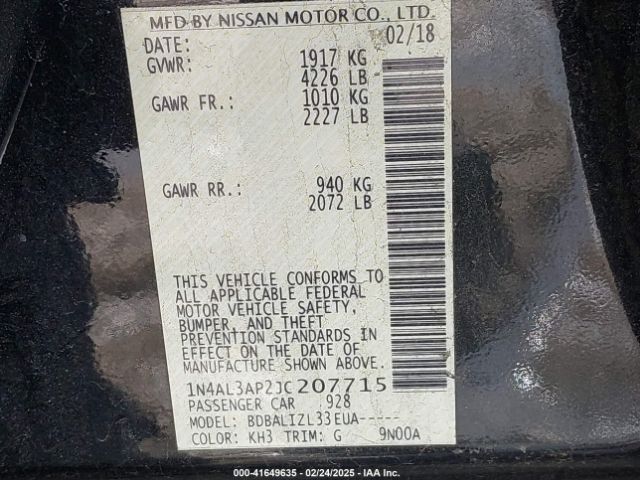 MFD BY NISSAN MOTOR CO., LTD.
DATE: 02/18
GVWR: 1917 KG
4226 LB
GAWR FR.: 1010 KG
2227 LB
GAWR RR.: 940 KG
2072 LB
THIS VEHICLE CONFORMS TO
ALL APPLICABLE FEDERAL
MOTOR VEHICLE SAFETY,
BUMPER, AND THEFT
PREVENTION STANDARDS IN
EFFECT ON THE DATE OF
MANUFACTURE SHOWN ABOVE.
1N4AL3AP2JC207715
PASSENGER CAR 928
MODEL: BDBALIZL33EUA-----
COLOR: KH3 TRIM: G 9N00A
000-41649635 - 02/24/2025 - IAA Inc.